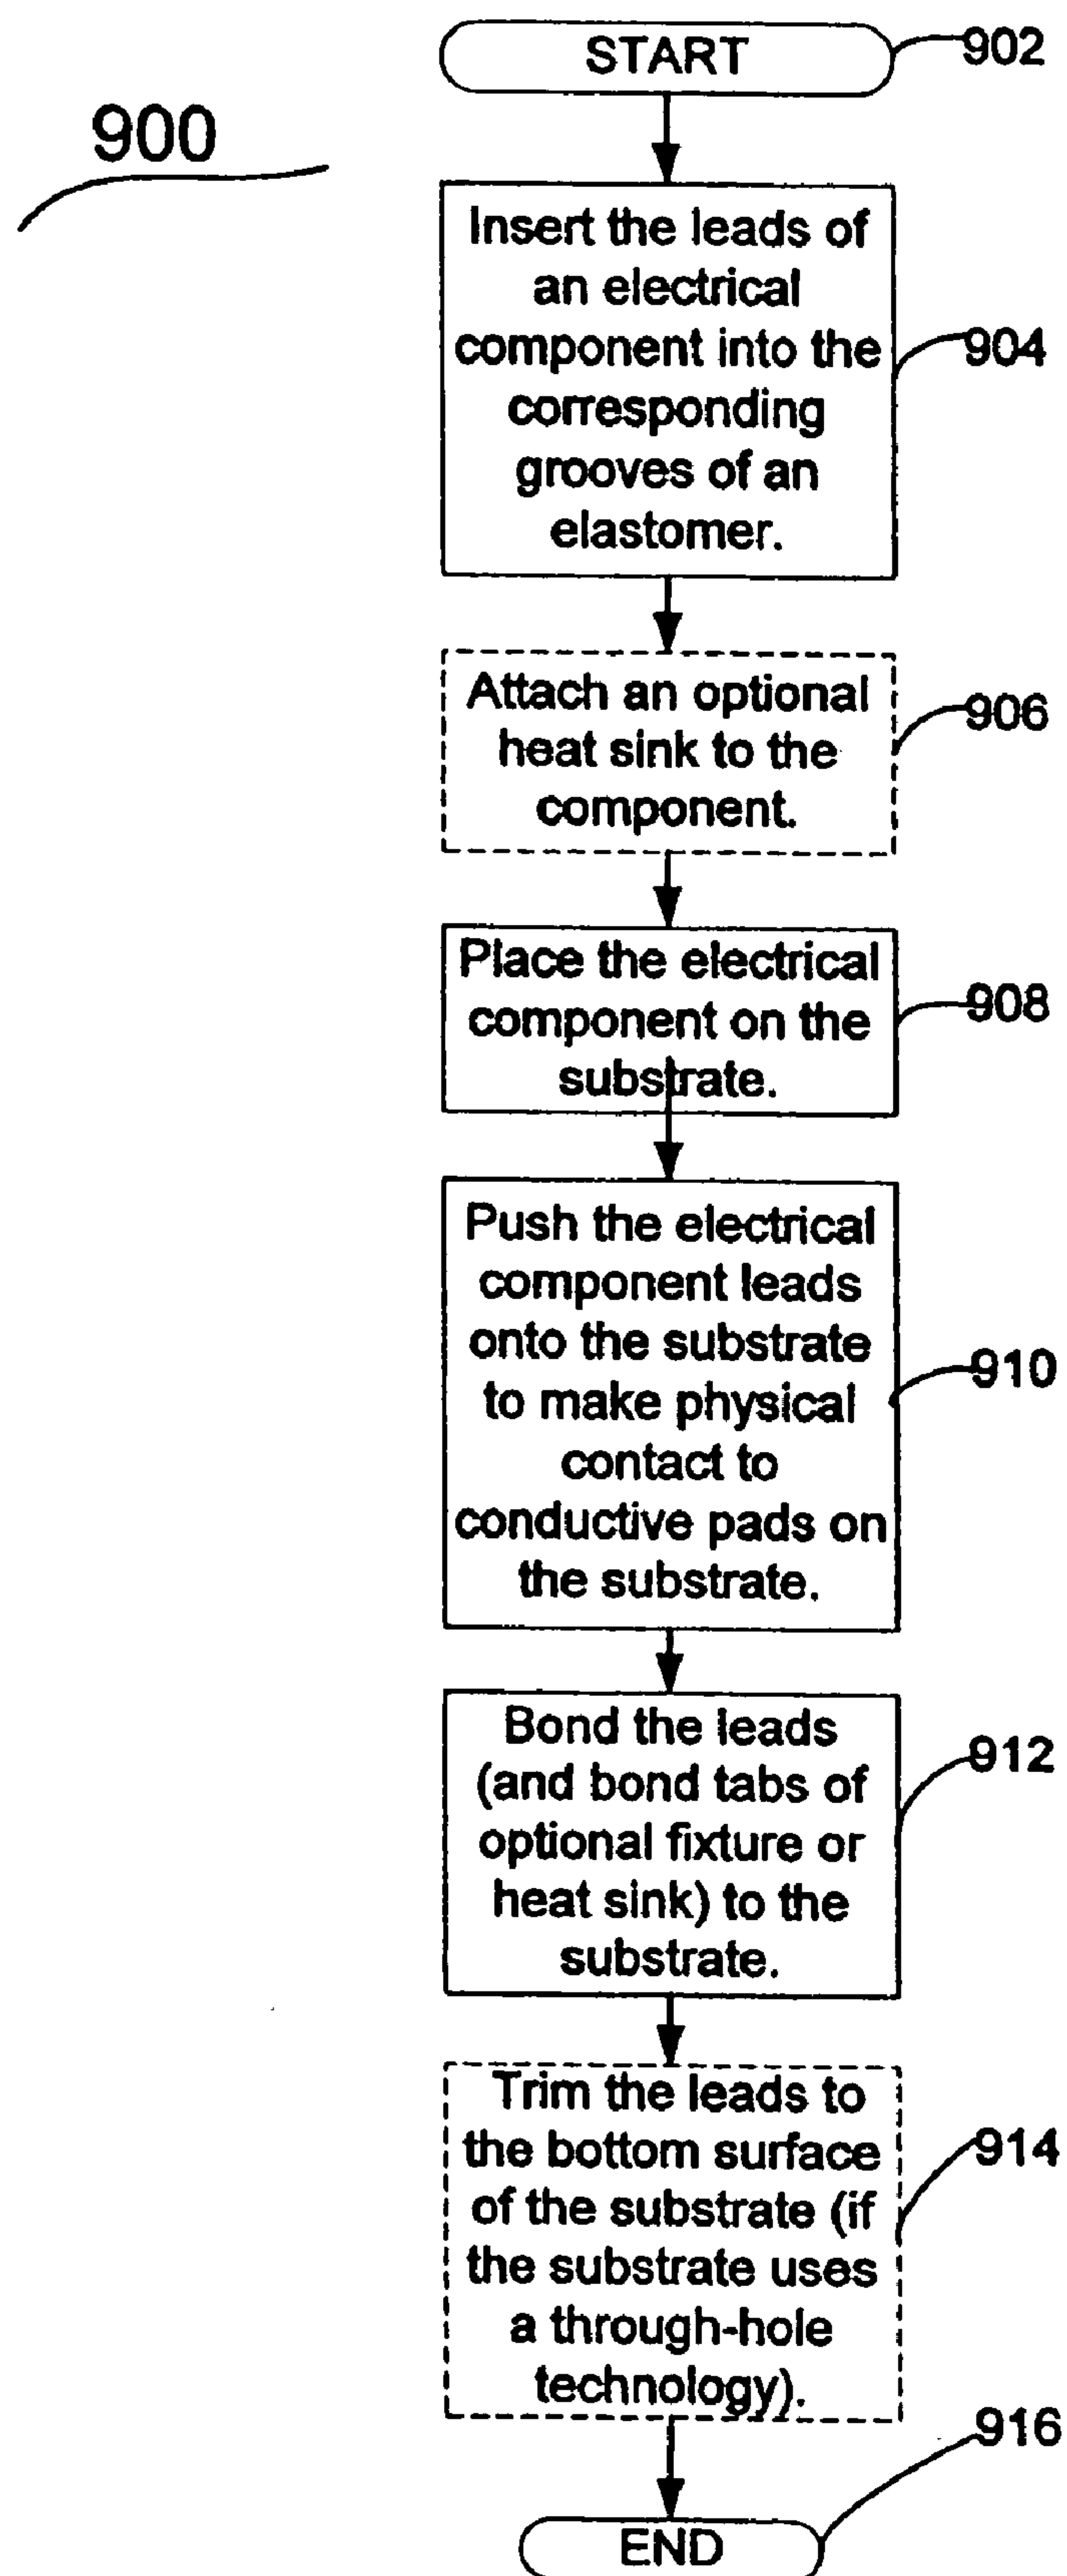 START
902
900
Insert the leads of
an electrical
component into the
904
corresponding
grooves of an
elastomer.
Attach an optional
906
heat sink to the
component.
Place the electrical
component on the
908
substrate.
Push the electrical
component leads
onto the substrate
910
to make physical
contact to
conductive pads on
the substrate.
Bond the leads
912
(and bond tabs of
optional fixture or
heat sink) to the
substrate.
Trim the leads to
the bottom surface
914
of the substrate (if
the substrate uses
a through-hole
technology).
916
END